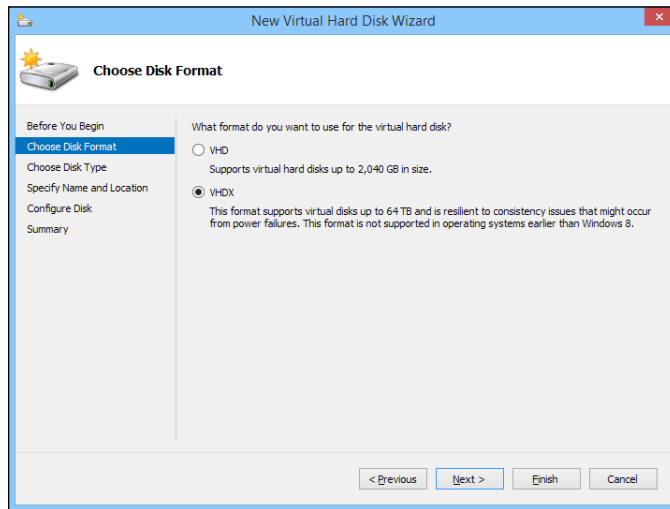 New Virtual Hard Disk Wizard
Choose Disk Format
Before You Begin
Choose Disk Format
Choose Disk Type
Specify Name and Location
Configure Disk
Summary
What format do you want to use for the virtual hard disk?
VHD
Supports virtual hard disks up to 2,040 GB in size.
VHDX
This format supports virtual disks up to 64 TB and is resilient to consistency issues that might occur
from power failures. This format is not supported in operating systems earlier than Windows 8.
< Previous
Next >
Finish
Cancel